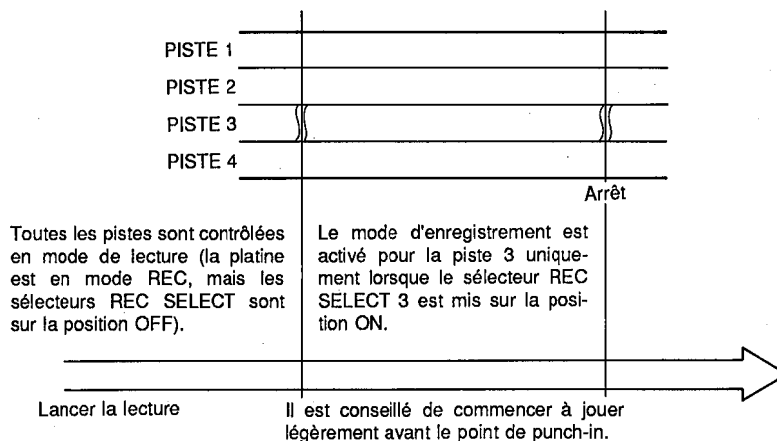 PISTE 1
PISTE 2
PISTE 3
PISTE 4
Arrêt
Toutes les pistes sont contrôlées
en mode de lecture (la platine
est en mode REC, mais les
sélecteurs REC SELECT sont
sur la position OFF).
Le mode d'enregistrement est
activé pour la piste 3 unique-
ment lorsque le sélecteur REC
SELECT 3 est mis sur la posi-
tion ON.
Lancer la lecture
Il est conseillé de commencer à jouer
légèrement avant le point de punch-in.